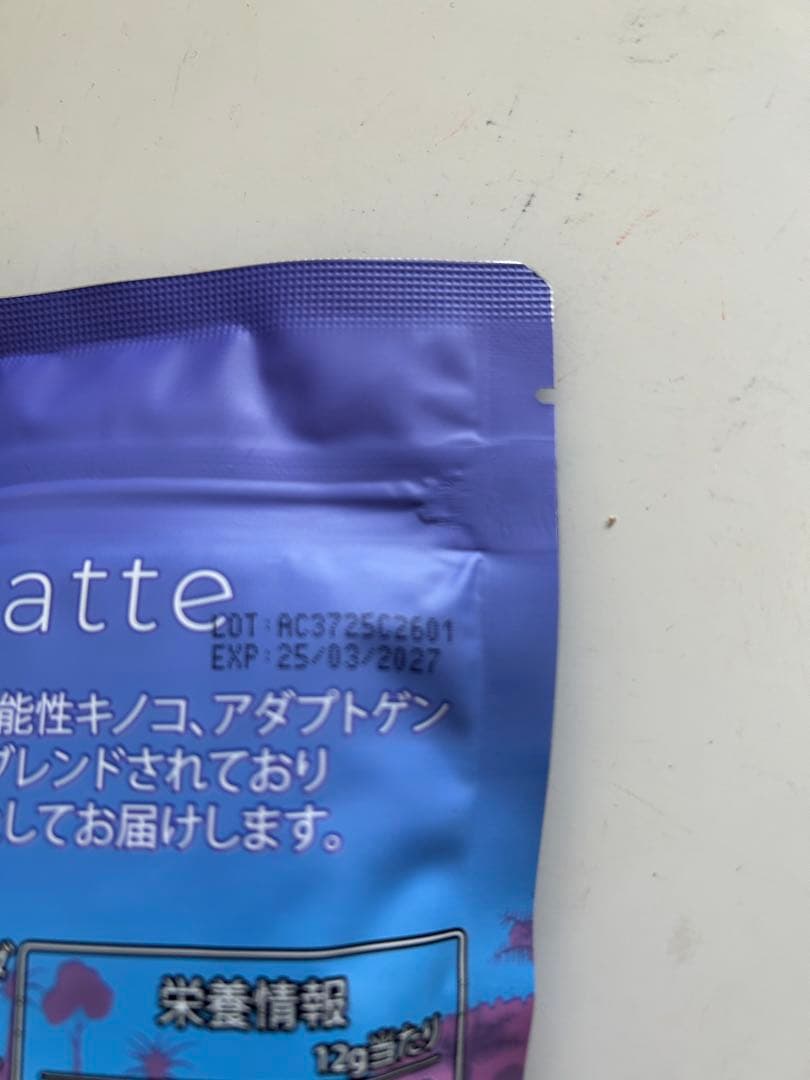 atte
LOT:AC3725C2601
EXP:25/03/2027
能性キノコ、アダプトゲン
ブレンドされており
してお届けします。
栄養情報
12g当たり